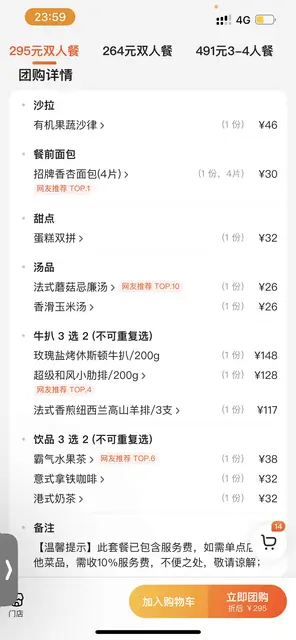 23:59
4G
295元双人餐 264元双人餐 491元3-4人餐
团购详情
沙拉
有机果蔬沙律 (1 份) ¥46
餐前面包
招牌香杏面包(4片) (1 份、4片) ¥30
网友推荐 TOP.1
甜点
蛋糕双拼 (1 份) ¥32
汤品
法式蘑菇忌廉汤 网友推荐 TOP.10 (1 份) ¥26
香滑玉米汤 (1 份) ¥26
牛扒 3 选 2 (不可重复选)
玫瑰盐烤休斯顿牛扒/200g (1 份) ¥148
超级和风小肋排/200g (1 份) ¥128
网友推荐 TOP.4
法式香煎纽西兰高山羊排/3支 (1 份) ¥117
饮品 3 选 2 (不可重复选)
霸气水果茶 网友推荐 TOP.6 (1 份) ¥38
意式拿铁咖啡 (1 份) ¥32
港式奶茶 (1 份) ¥32
备注
14
【温馨提示】此套餐已包含服务费，如需单点
他菜品，需收10%服务费，不便之处，敬请谅解；
门店
加入购物车
立即团购
折后 ¥295